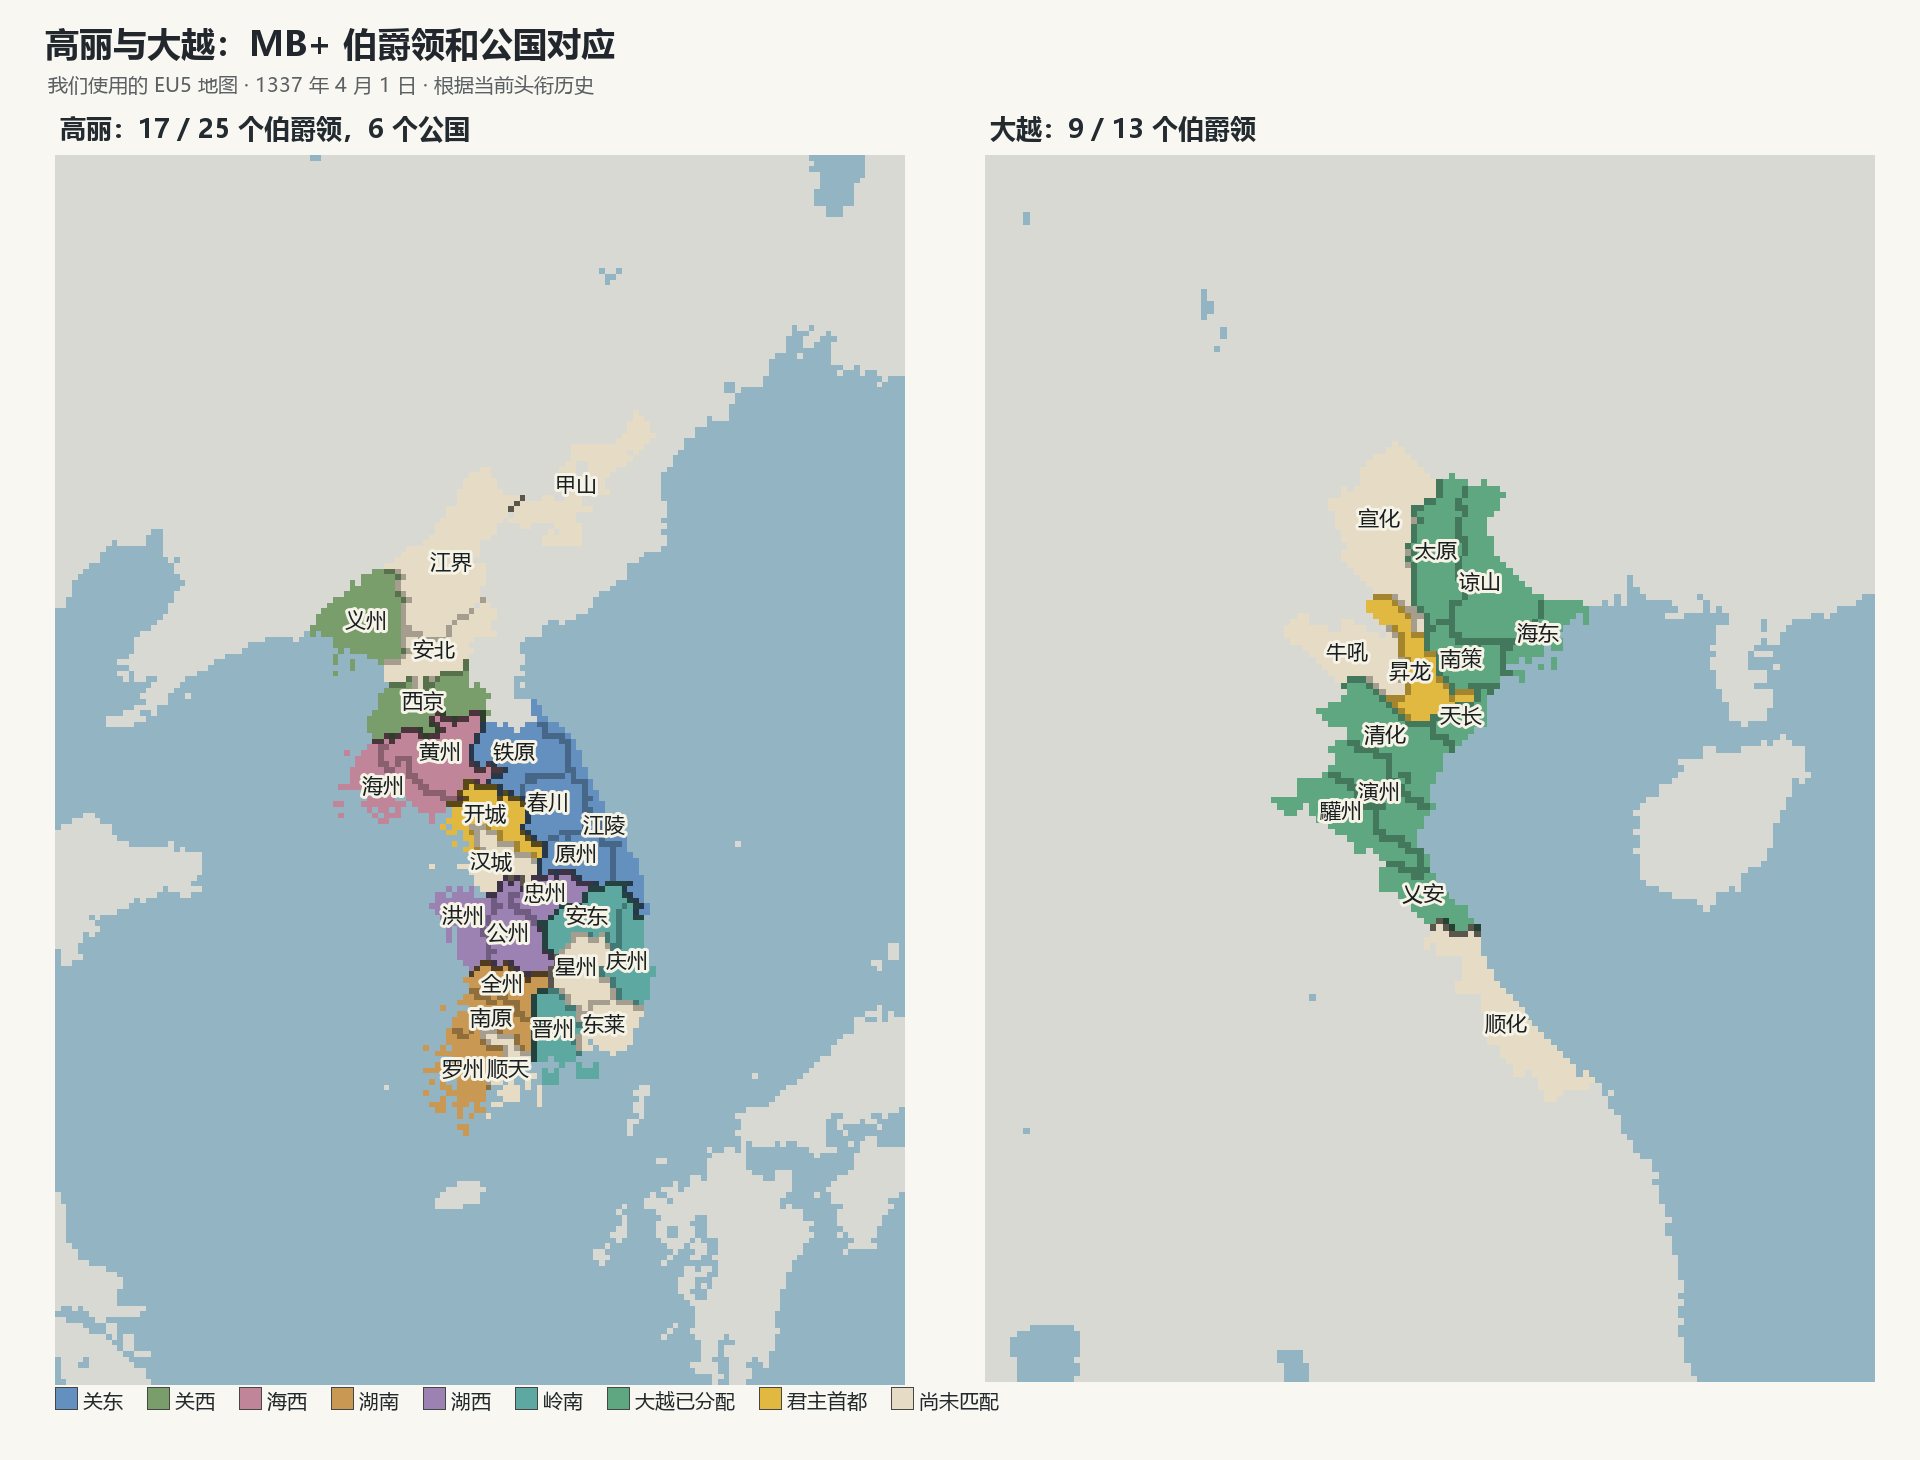 高丽与大越：MB+ 伯爵领和公国对应
我们使用的 EU5 地图 · 1337 年 4 月 1 日 · 根据当前头衔历史
高丽：17 / 25 个伯爵领，6 个公国
甲山
江界
义州
安北
西京
黄州
铁原
海州
春川
开城
江陵
原州
汉城
忠州
洪州
安东
公州
星州
庆州
全州
南原
晋州
东莱
罗州
顺天
大越：9 / 13 个伯爵领
宣化
太原
谅山
海东
牛吼
南策
昇龙
天长
清化
演州
驩州
乂安
顺化
关东
关西
海西
湖南
湖西
岭南
大越已分配
君主首都
尚未匹配